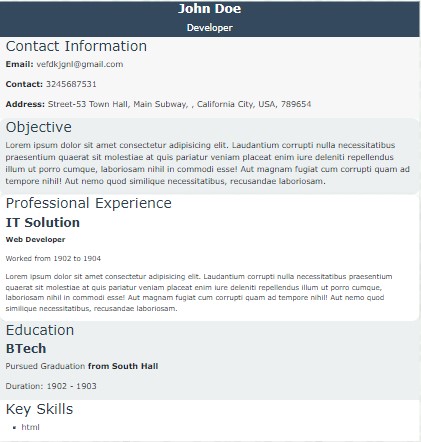 John Doe
Developer
Contact Information
Email: vefdkjgnl@gmail.com
Contact: 3245687531
Address: Street-53 Town Hall, Main Subway, , California City, USA, 789654
Objective
Lorem ipsum dolor sit amet consectetur adipisicing elit. Laudantium corrupti nulla necessitatibus
praesentium quaerat sit molestiae at quis pariatur veniam placeat enim iure deleniti repellendus
illum ut porro cumque, laboriosam nihil in commodi esse! Aut magnam fugiat cum corrupti quam ad
tempore nihil! Aut nemo quod similique necessitatibus, recusandae laboriosam.
Professional Experience
IT Solution
Web Developer
Worked from 1902 to 1904
Lorem ipsum dolor sit amet consectetur adipisicing elit. Laudantium corrupti nulla necessitatibus praesentium
quaerat sit molestiae at quis pariatur veniam placeat enim iure deleniti repellendus illum ut porro cumque,
laboriosam nihil in commodi esse! Aut magnam fugiat cum corrupti quam ad tempore nihil! Aut nemo quod
similique necessitatibus, recusandae laboriosam.
Education
BTech
Pursued Graduation from South Hall
Duration: 1902 - 1903
Key Skills
html